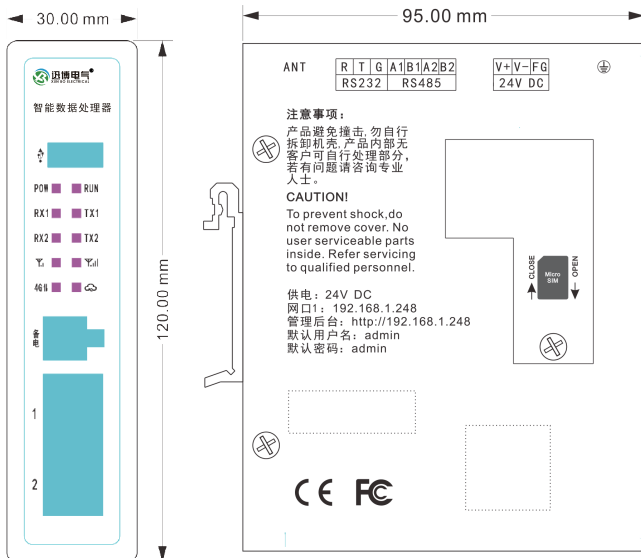 30.00 mm
迅博电气®
XEN BO ELECTRICAL
智能数据处理器
POW RUN
RX1 TX1
RX2 TX2
4G
备电
1
2
120.00 mm
95.00 mm
ANT
R T G A1 B1 A2 B2
RS232 RS485
V+ V- FG
24V DC
注意事项：
产品避免撞击,勿自行
拆卸机壳,产品内部无
客户可自行处理部分，
若有问题请咨询专业
人士。
CAUTION!
To prevent shock,do
not remove cover. No
user serviceable parts
inside. Refer servicing
to qualified personnel.
供电：24V DC
网口1：192.168.1.248
管理后台：http://192.168.1.248
默认用户名：admin
默认密码：admin
CLOSE
Micro
SIM
OPEN
CE FC